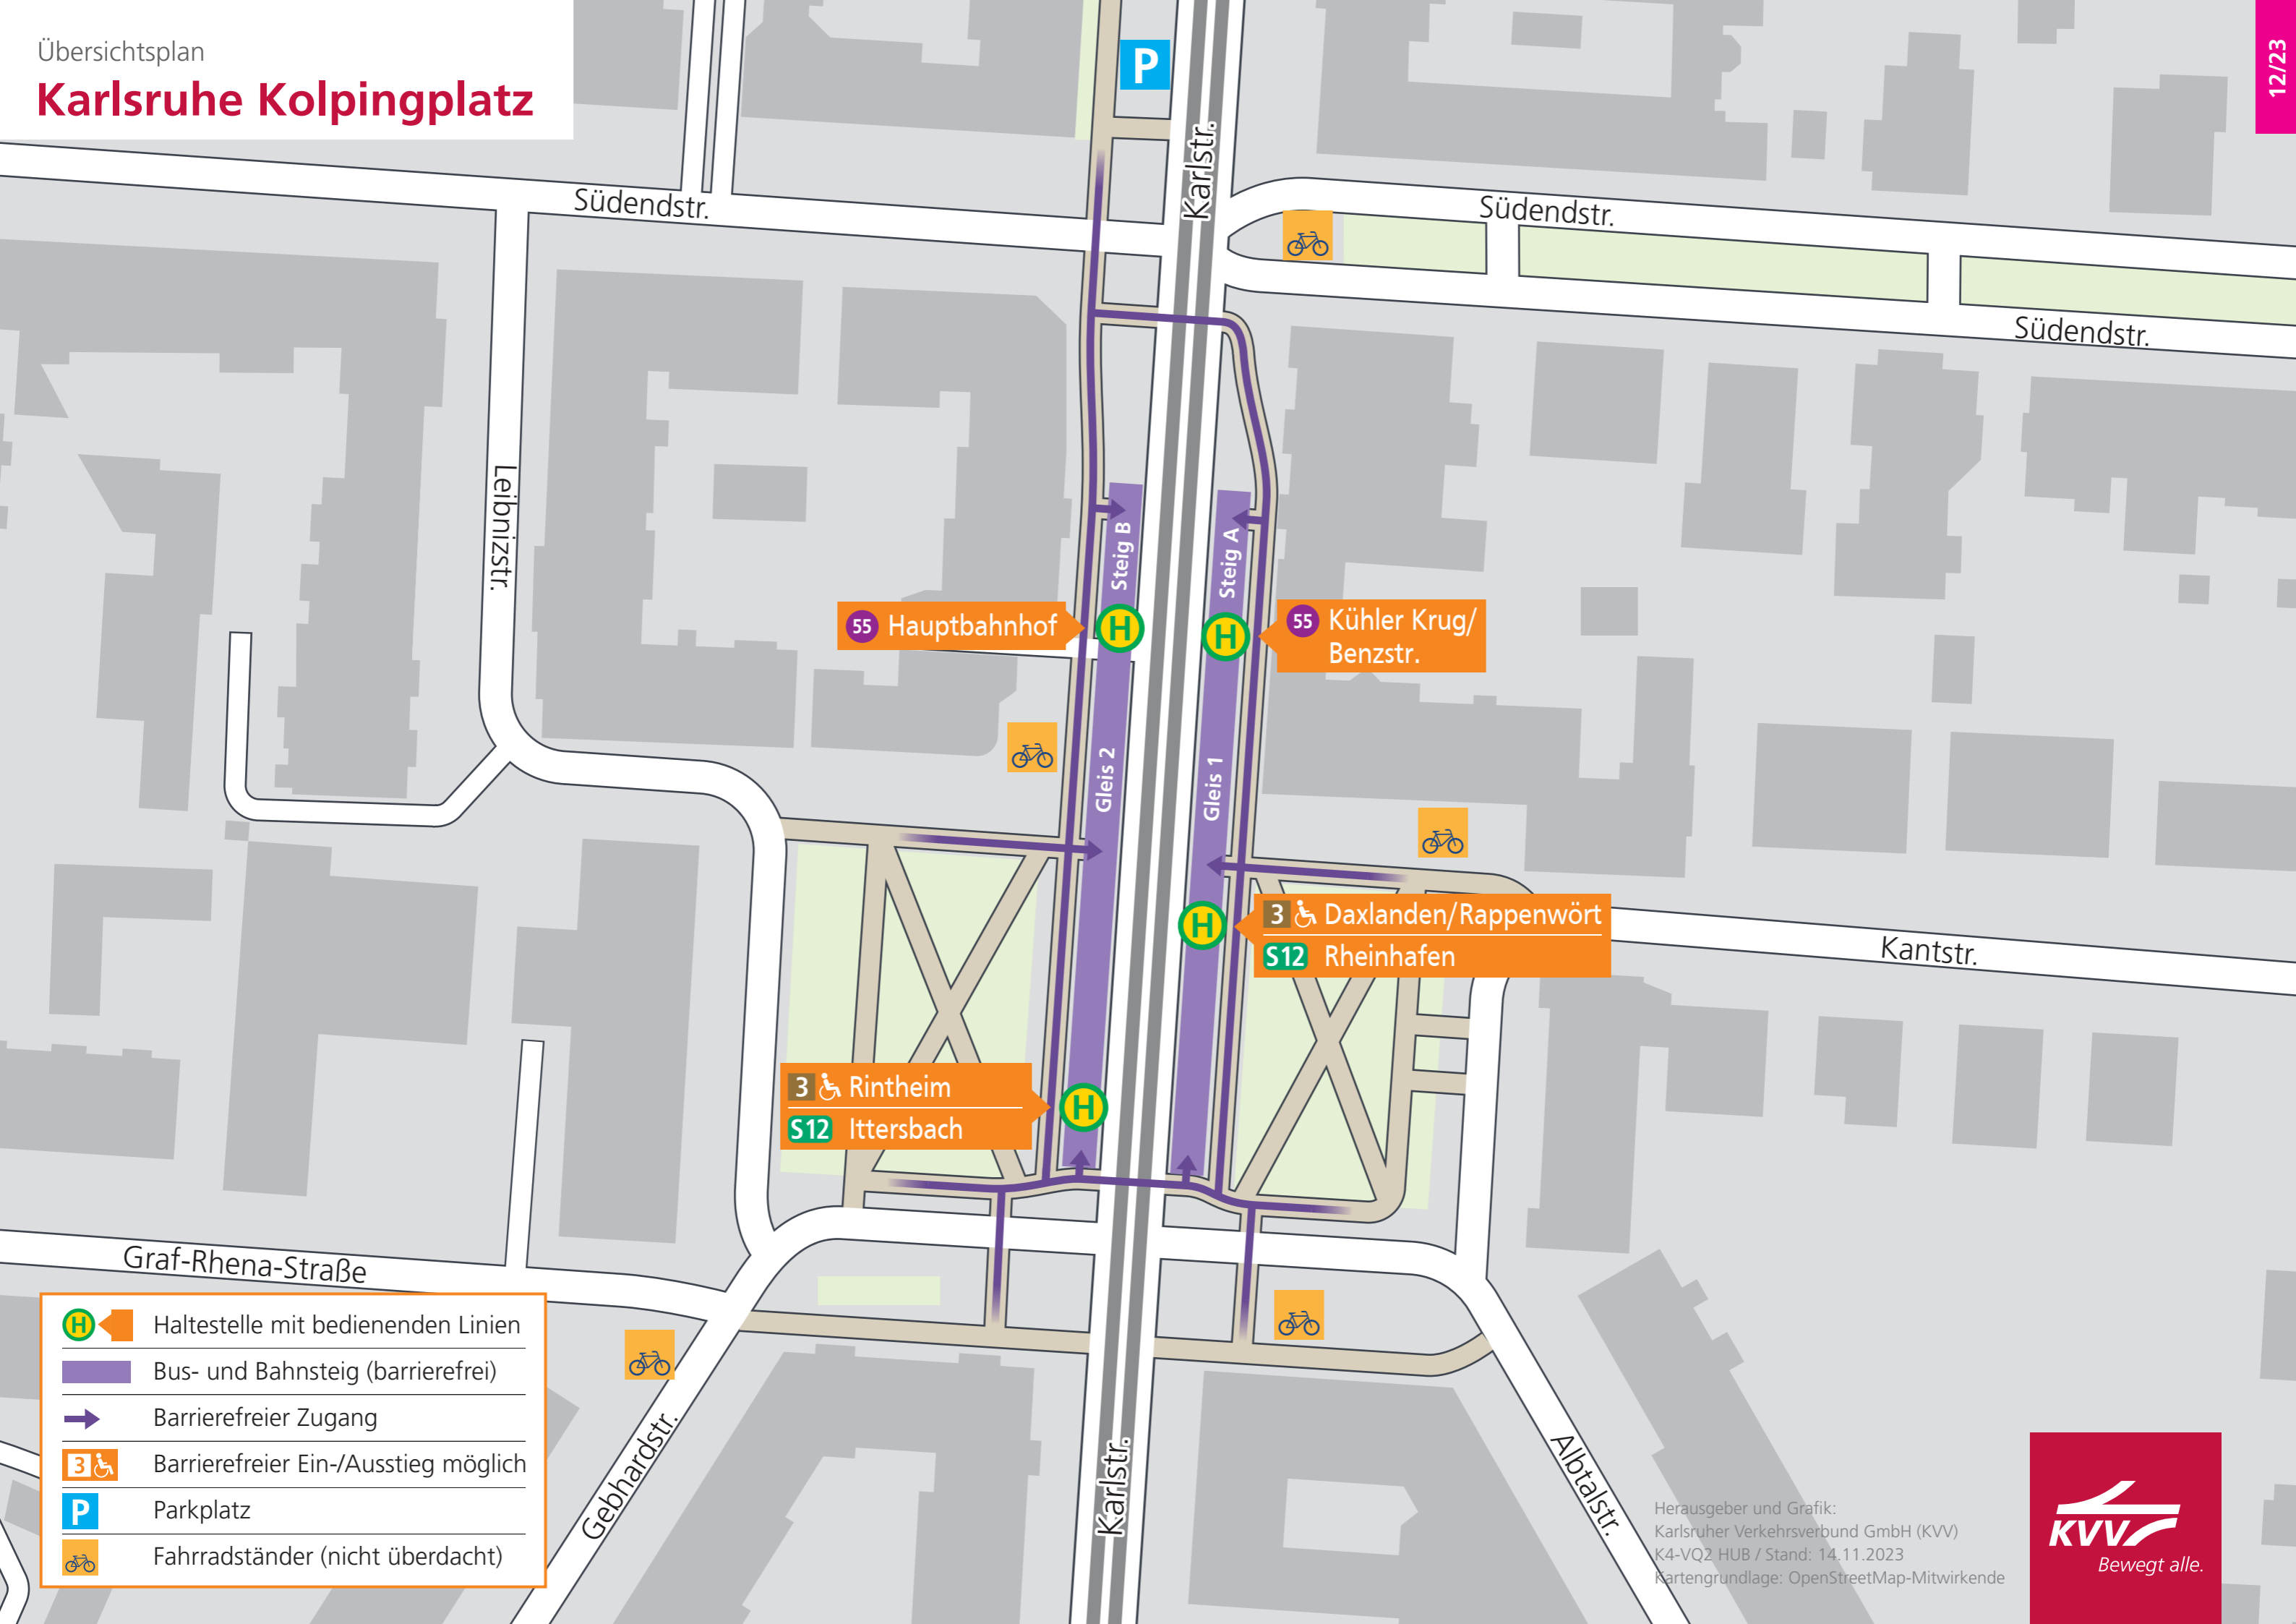 Übersichtsplan
Karlsruhe Kolpingplatz
12/23
P
Karlstr.
Südendstr.
Südendstr.
Südendstr.
Leibnizstr.
Steig B
Steig A
55 Hauptbahnhof
H
H
55 Kühler Krug/
Benzstr.
Gleis 2
Gleis 1
H
3 Daxlanden/Rappenwört
S12 Rheinhafen
Kantstr.
3 Rintheim
S12 Ittersbach
H
Graf-Rhena-Straße
H Haltestelle mit bedienenden Linien
Bus- und Bahnsteig (barrierefrei)
Barrierefreier Zugang
3 Barrierefreier Ein-/Ausstieg möglich
P Parkplatz
Fahrradständer (nicht überdacht)
Gebhardstr.
Karlstr.
Albtalstr.
Herausgeber und Grafik:
Karlsruher Verkehrsverbund GmbH (KVV)
K4-VQ2 HUB / Stand: 14.11.2023
Kartengrundlage: OpenStreetMap-Mitwirkende
KVV
Bewegt alle.